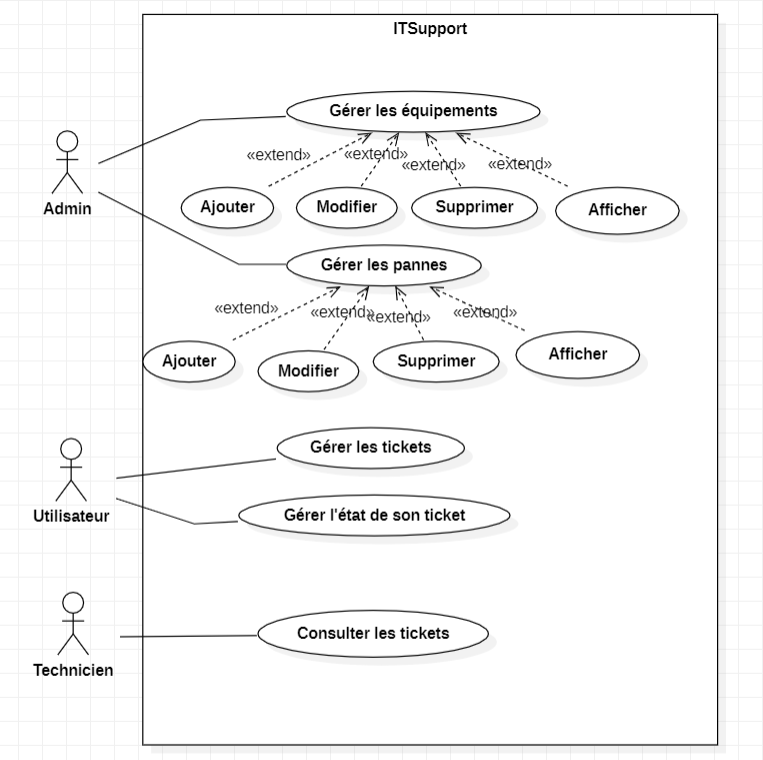 ITSupport
Gérer les équipements
«extend»
«extend»
«extend»
«extend»
Admin
Ajouter
Modifier
Supprimer
Afficher
Gérer les pannes
«extend»
«extend»
«extend»
«extend»
Ajouter
Modifier
Supprimer
Afficher
Gérer les tickets
Utilisateur
Gérer l'état de son ticket
Consulter les tickets
Technicien